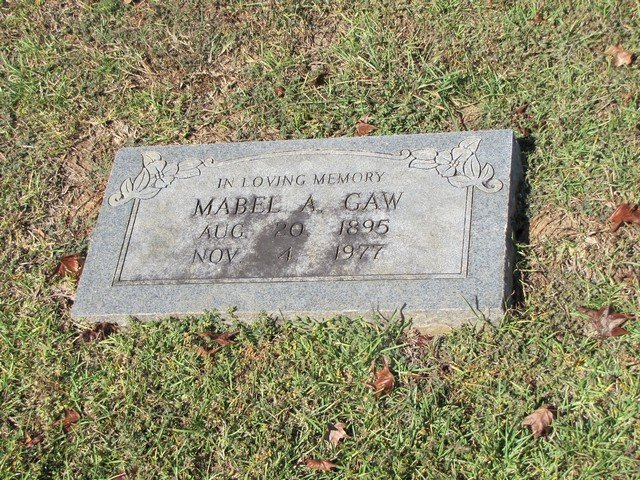 IN LOVING MEMORY
MABEL A. GAW
AUG. 20 1895
NOV. 4 1977